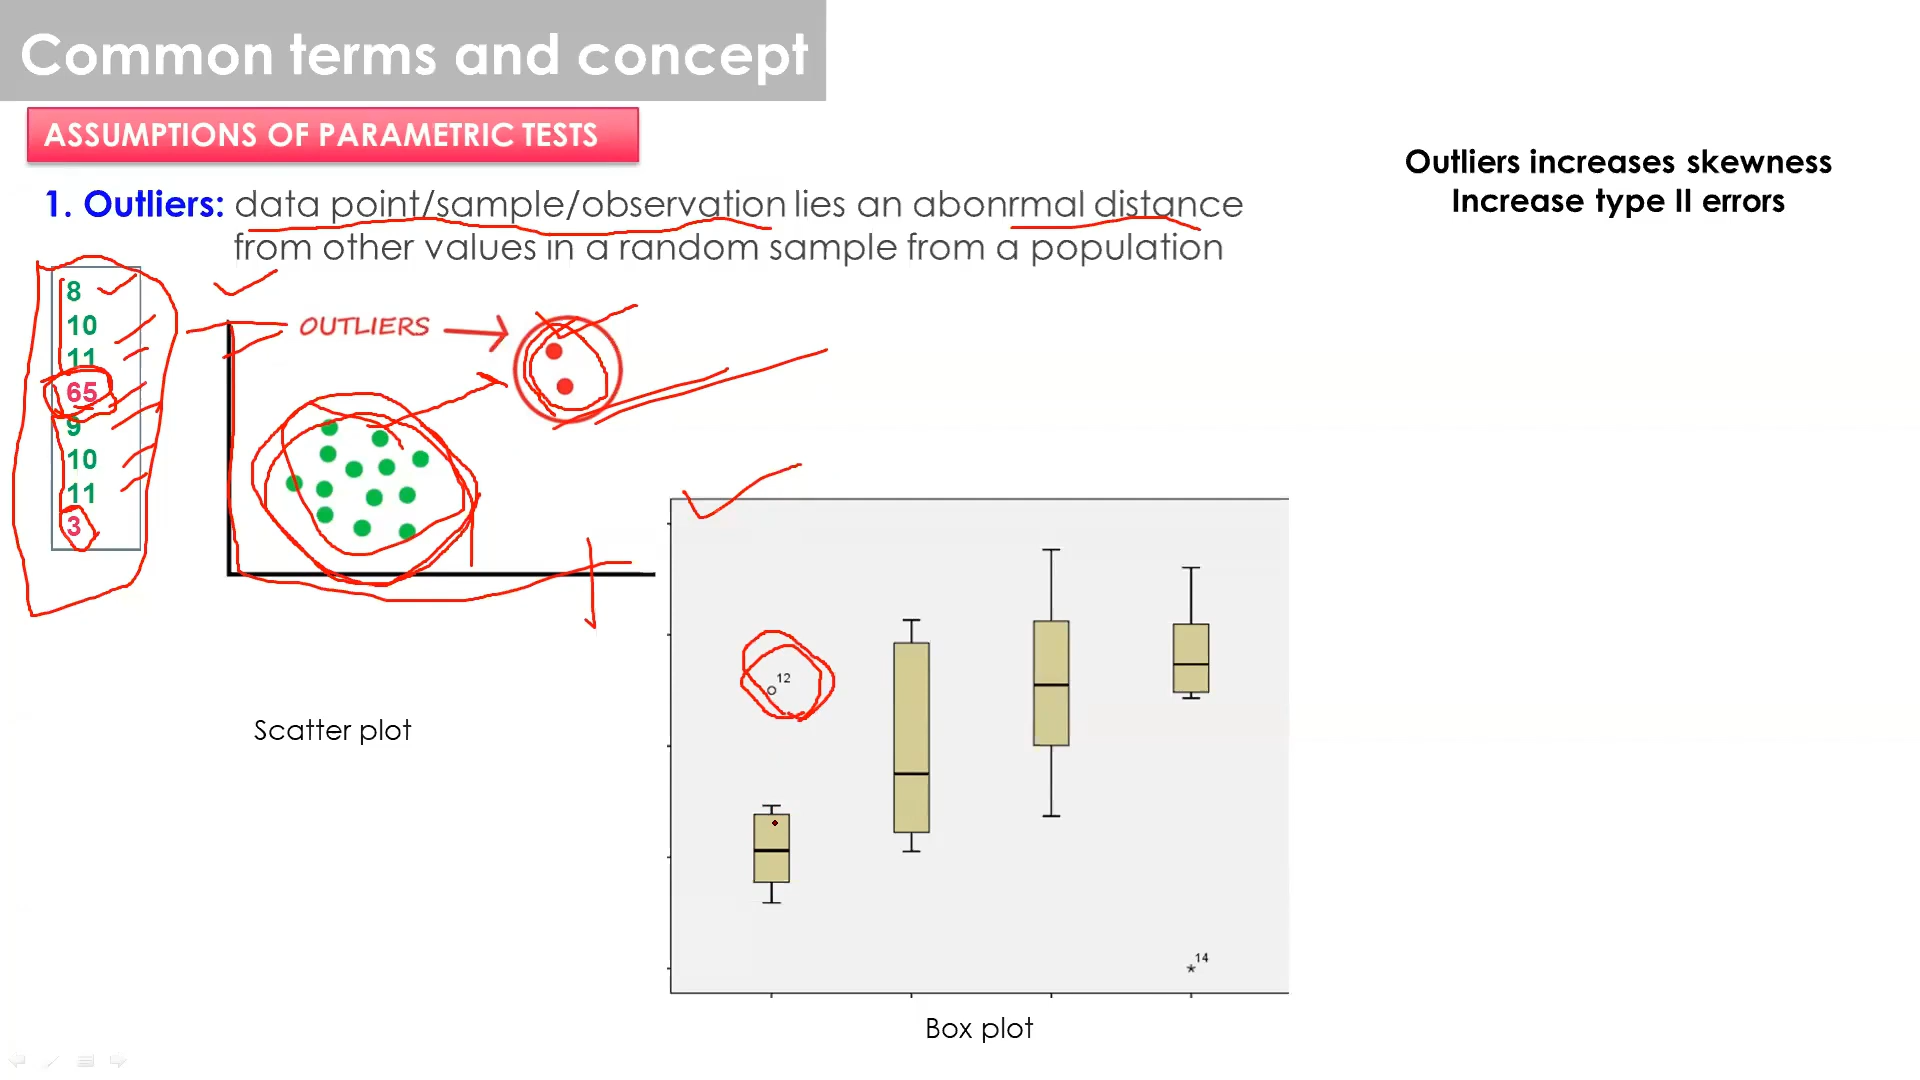 Common terms and concept
ASSUMPTIONS OF PARAMETRIC TESTS
Outliers increases skewness
Increase type II errors
1. Outliers: data point/sample/observation lies an abonrmal distance
from other values in a random sample from a population
8
10
11
65
9
10
11
3
OUTLIERS
12
14
Scatter plot
Box plot